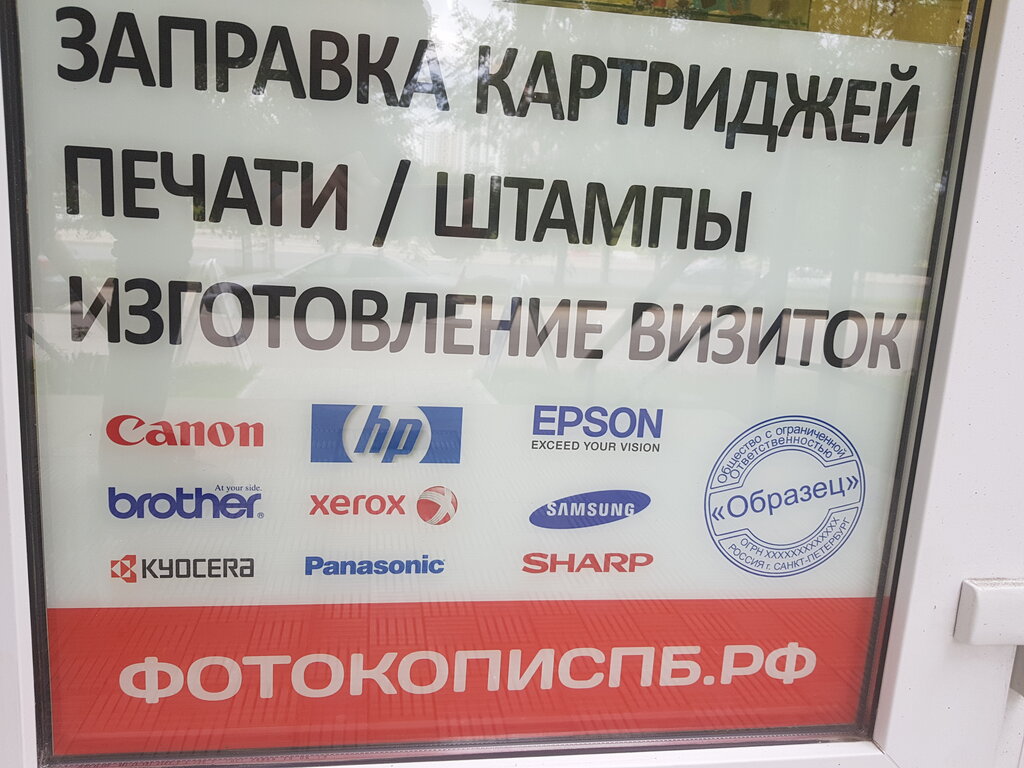 ЗАПРАВКА КАРТРИДЖЕЙ
ПЕЧАТИ / ШТАМПЫ
ИЗГОТОВЛЕНИЕ ВИЗИТОК
Canon
hp
EPSON
EXCEED YOUR VISION
At your side.
brother®
xerox
SAMSUNG
KYOCERA
Panasonic
SHARP
Общество с ограниченной
Ответственностью
«Образец»
ОГРН XXXXXXXXXXXXX
РОССИЯ г. САНКТ-ПЕТЕРБУРГ
ФОТОКОПИСПБ.РФ